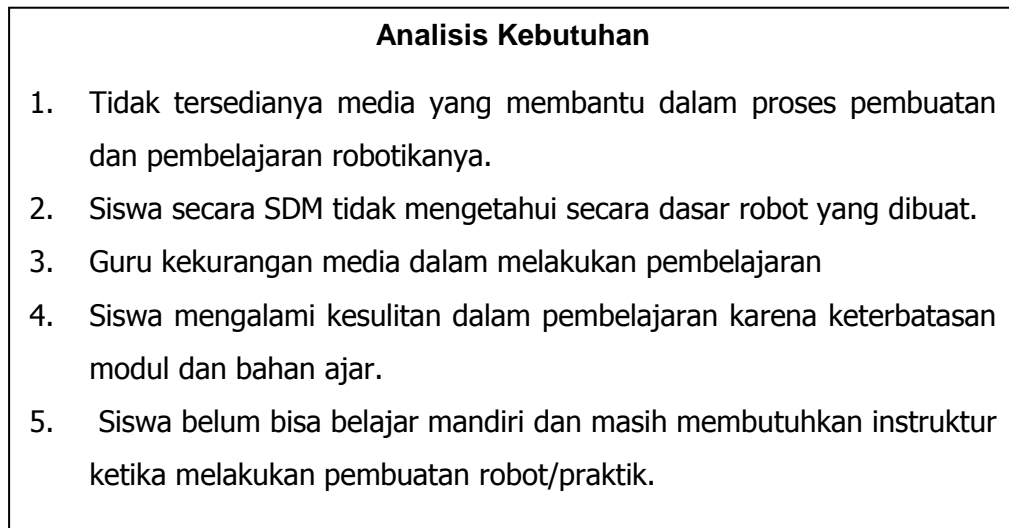 Analisis Kebutuhan
1. Tidak tersedianya media yang membantu dalam proses pembuatan
dan pembelajaran robotikanya.
2. Siswa secara SDM tidak mengetahui secara dasar robot yang dibuat.
3. Guru kekurangan media dalam melakukan pembelajaran
4. Siswa mengalami kesulitan dalam pembelajaran karena keterbatasan
modul dan bahan ajar.
5. Siswa belum bisa belajar mandiri dan masih membutuhkan instruktur
ketika melakukan pembuatan robot/praktik.